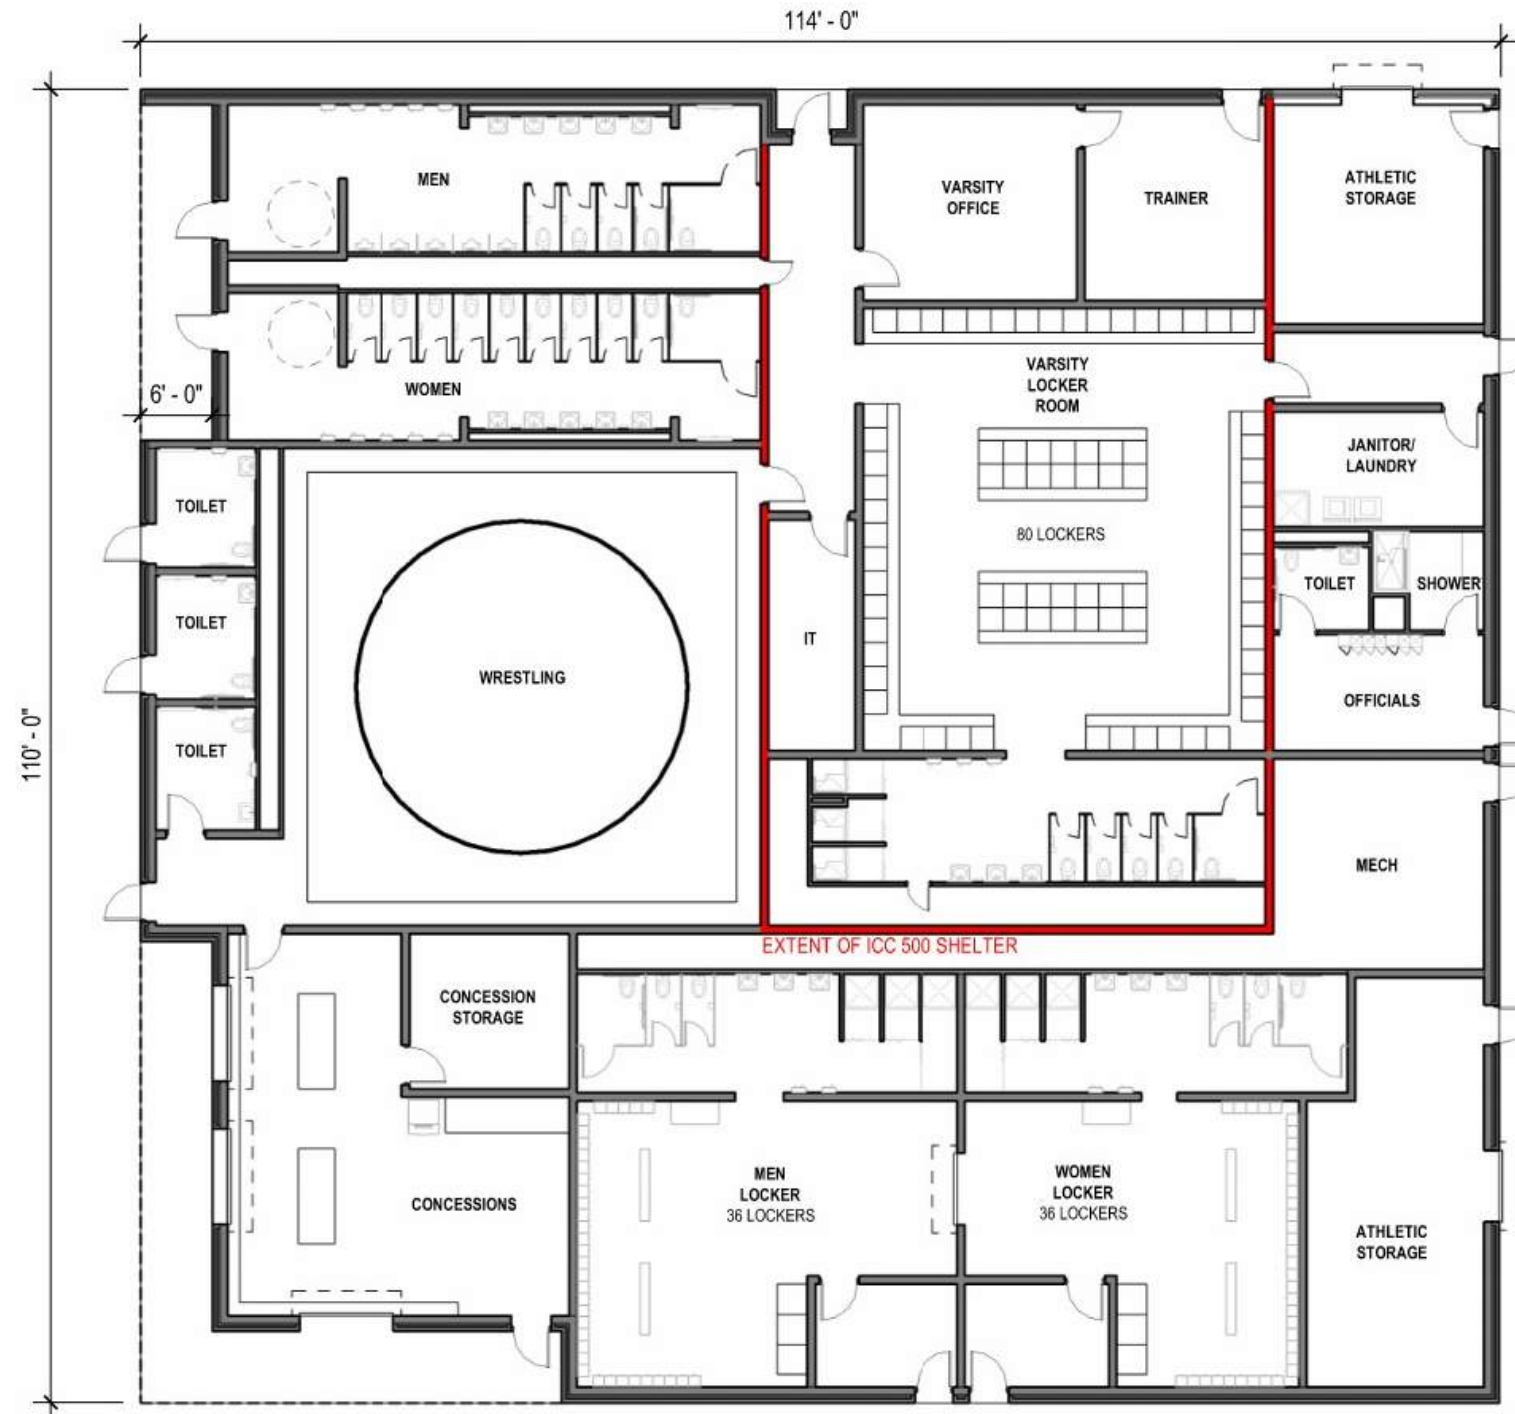 114' - 0"
MEN
VARSITY
OFFICE
TRAINER
ATHLETIC
STORAGE
WOMEN
6' - 0"
VARSITY
LOCKER
ROOM
JANITOR/
LAUNDRY
TOILET
80 LOCKERS
TOILET
SHOWER
TOILET
IT
WRESTLING
OFFICIALS
TOILET
110' - 0"
MECH
EXTENT OF ICC 500 SHELTER
CONCESSION
STORAGE
CONCESSIONS
MEN
LOCKER
36 LOCKERS
WOMEN
LOCKER
36 LOCKERS
ATHLETIC
STORAGE